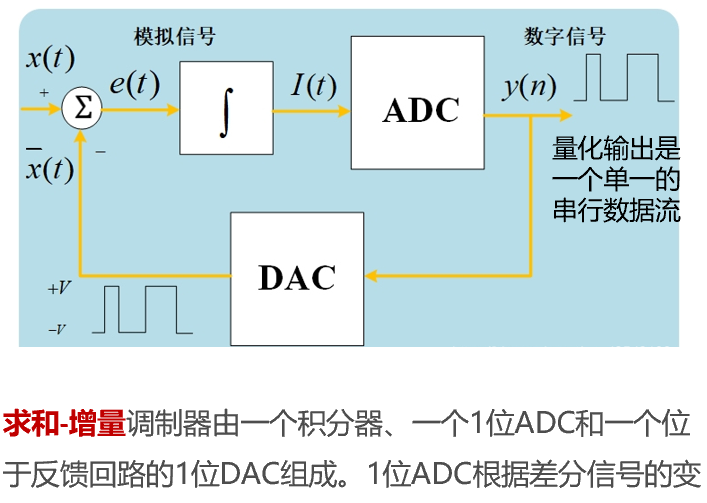 模拟信号
数字信号
x(t)
+
Σ
e(t)
∫
I(t)
ADC
y(n)
−
x̄(t)
量化输出是
一个单一的
串行数据流
DAC
+V
−V
求和-增量调制器由一个积分器、一个1位ADC和一个位
于反馈回路的1位DAC组成。1位ADC根据差分信号的变